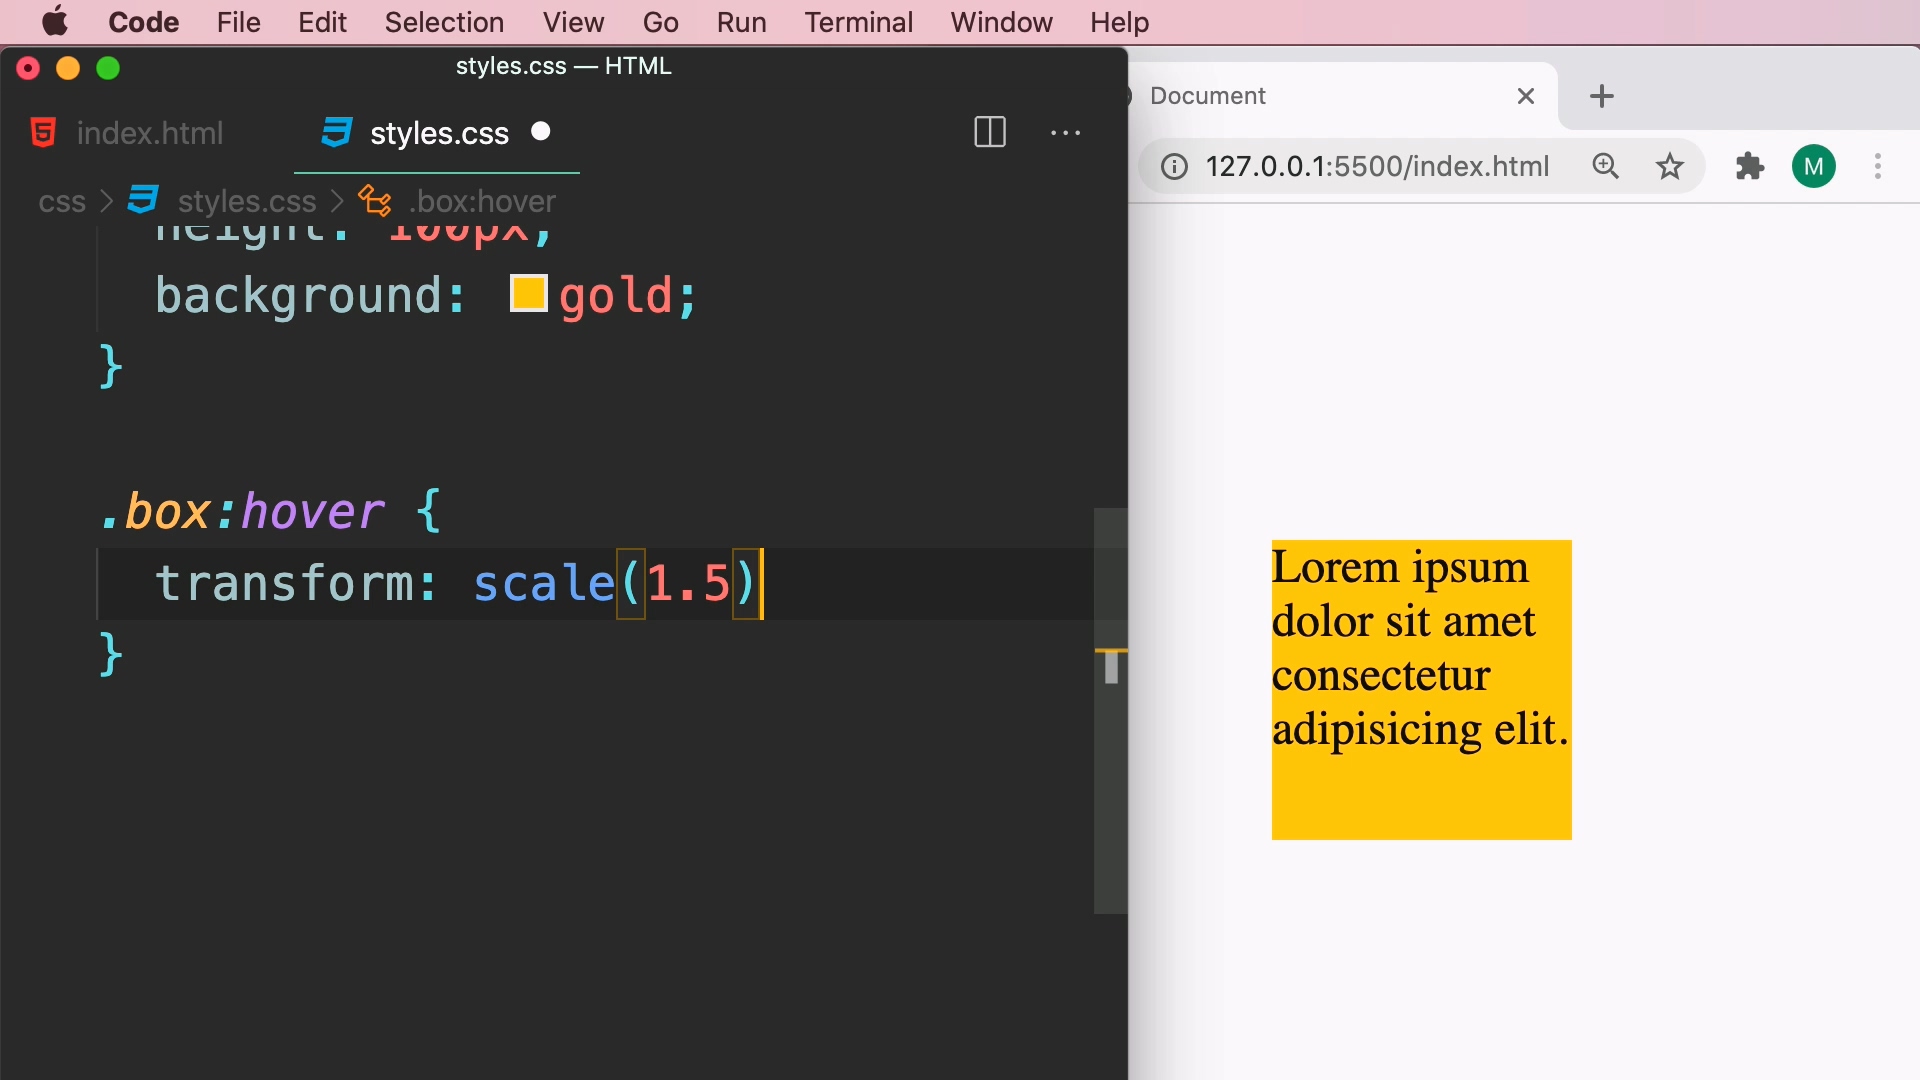 Code File Edit Selection View Go Run Terminal Window Help
styles.css — HTML
index.html styles.css
css > styles.css > .box:hover
height: 100px;
background: gold;
}
.box:hover {
transform: scale(1.5)
}
Document
127.0.0.1:5500/index.html
M
Lorem ipsum
dolor sit amet
consectetur
adipisicing elit.